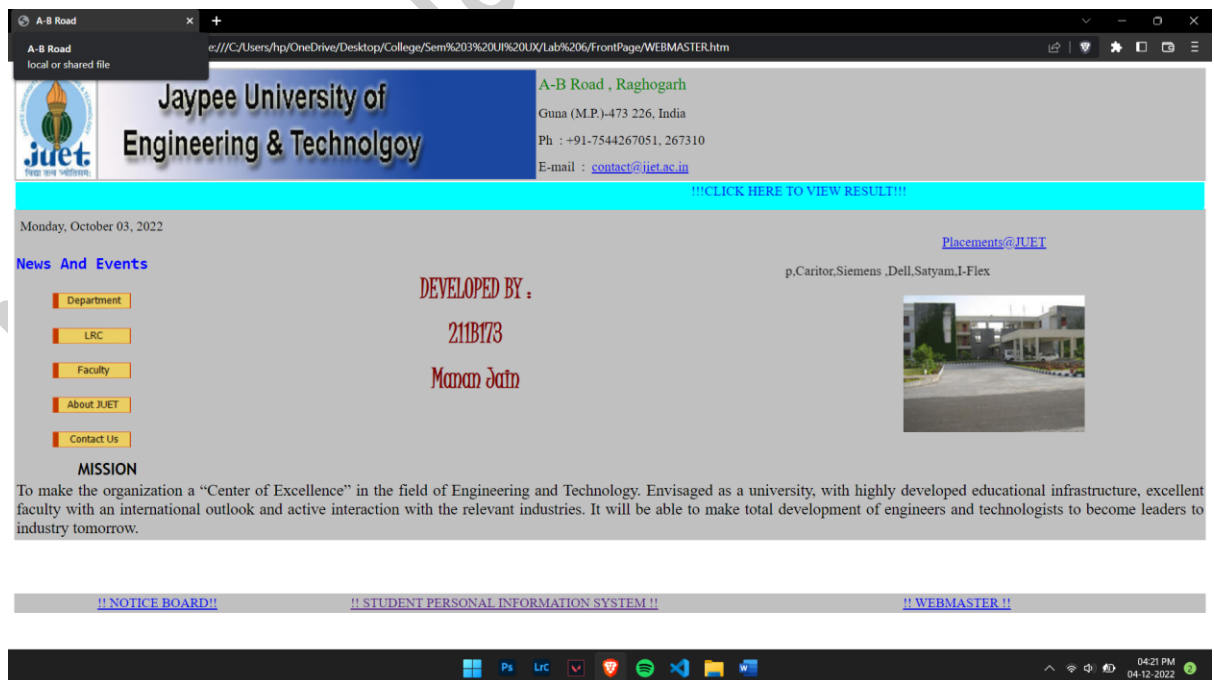 A-B Road
A-B Road
local or shared file
e:///C:/Users/hp/OneDrive/Desktop/College/Sem%203%20UI%20UX/Lab%206/FrontPage/WEBMASTER.htm
juet
विद्या तत्व ज्योतिसमः
Jaypee University of
Engineering & Technolgoy
A-B Road , Raghogarh
Guna (M.P.)-473 226, India
Ph : +91-7544267051, 267310
E-mail : contact@jiet.ac.in
!!!CLICK HERE TO VIEW RESULT!!!
Monday, October 03, 2022
Placements@JUET
News And Events
p,Caritor,Siemens ,Dell,Satyam,I-Flex
Department
LRC
Faculty
About JUET
Contact Us
DEVELOPED BY :
211B173
Manan Jain
MISSION
To make the organization a “Center of Excellence” in the field of Engineering and Technology. Envisaged as a university, with highly developed educational infrastructure, excellent
faculty with an international outlook and active interaction with the relevant industries. It will be able to make total development of engineers and technologists to become leaders to
industry tomorrow.
!! NOTICE BOARD!!
!! STUDENT PERSONAL INFORMATION SYSTEM !!
!! WEBMASTER !!
Ps
LrC
04:21 PM
04-12-2022
2